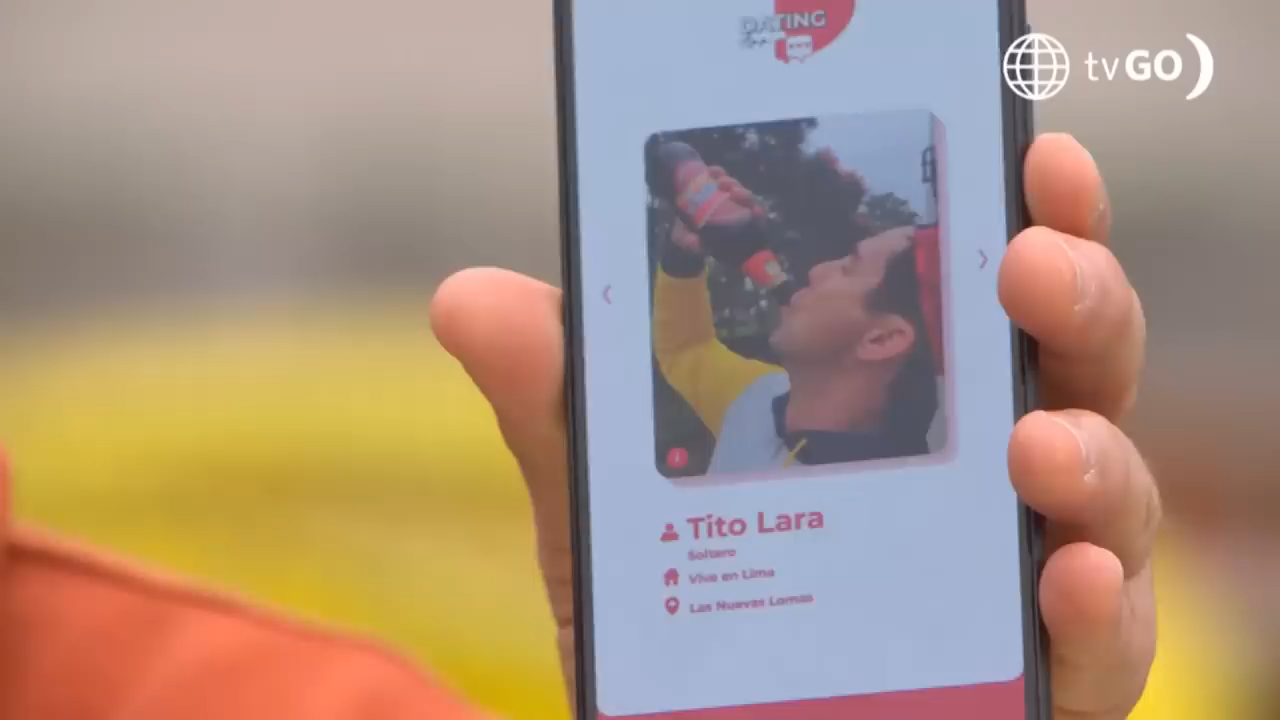 DATING
tvGO
Tito Lara
Soltero
Vive en Lima
Las Nuevas Lomas